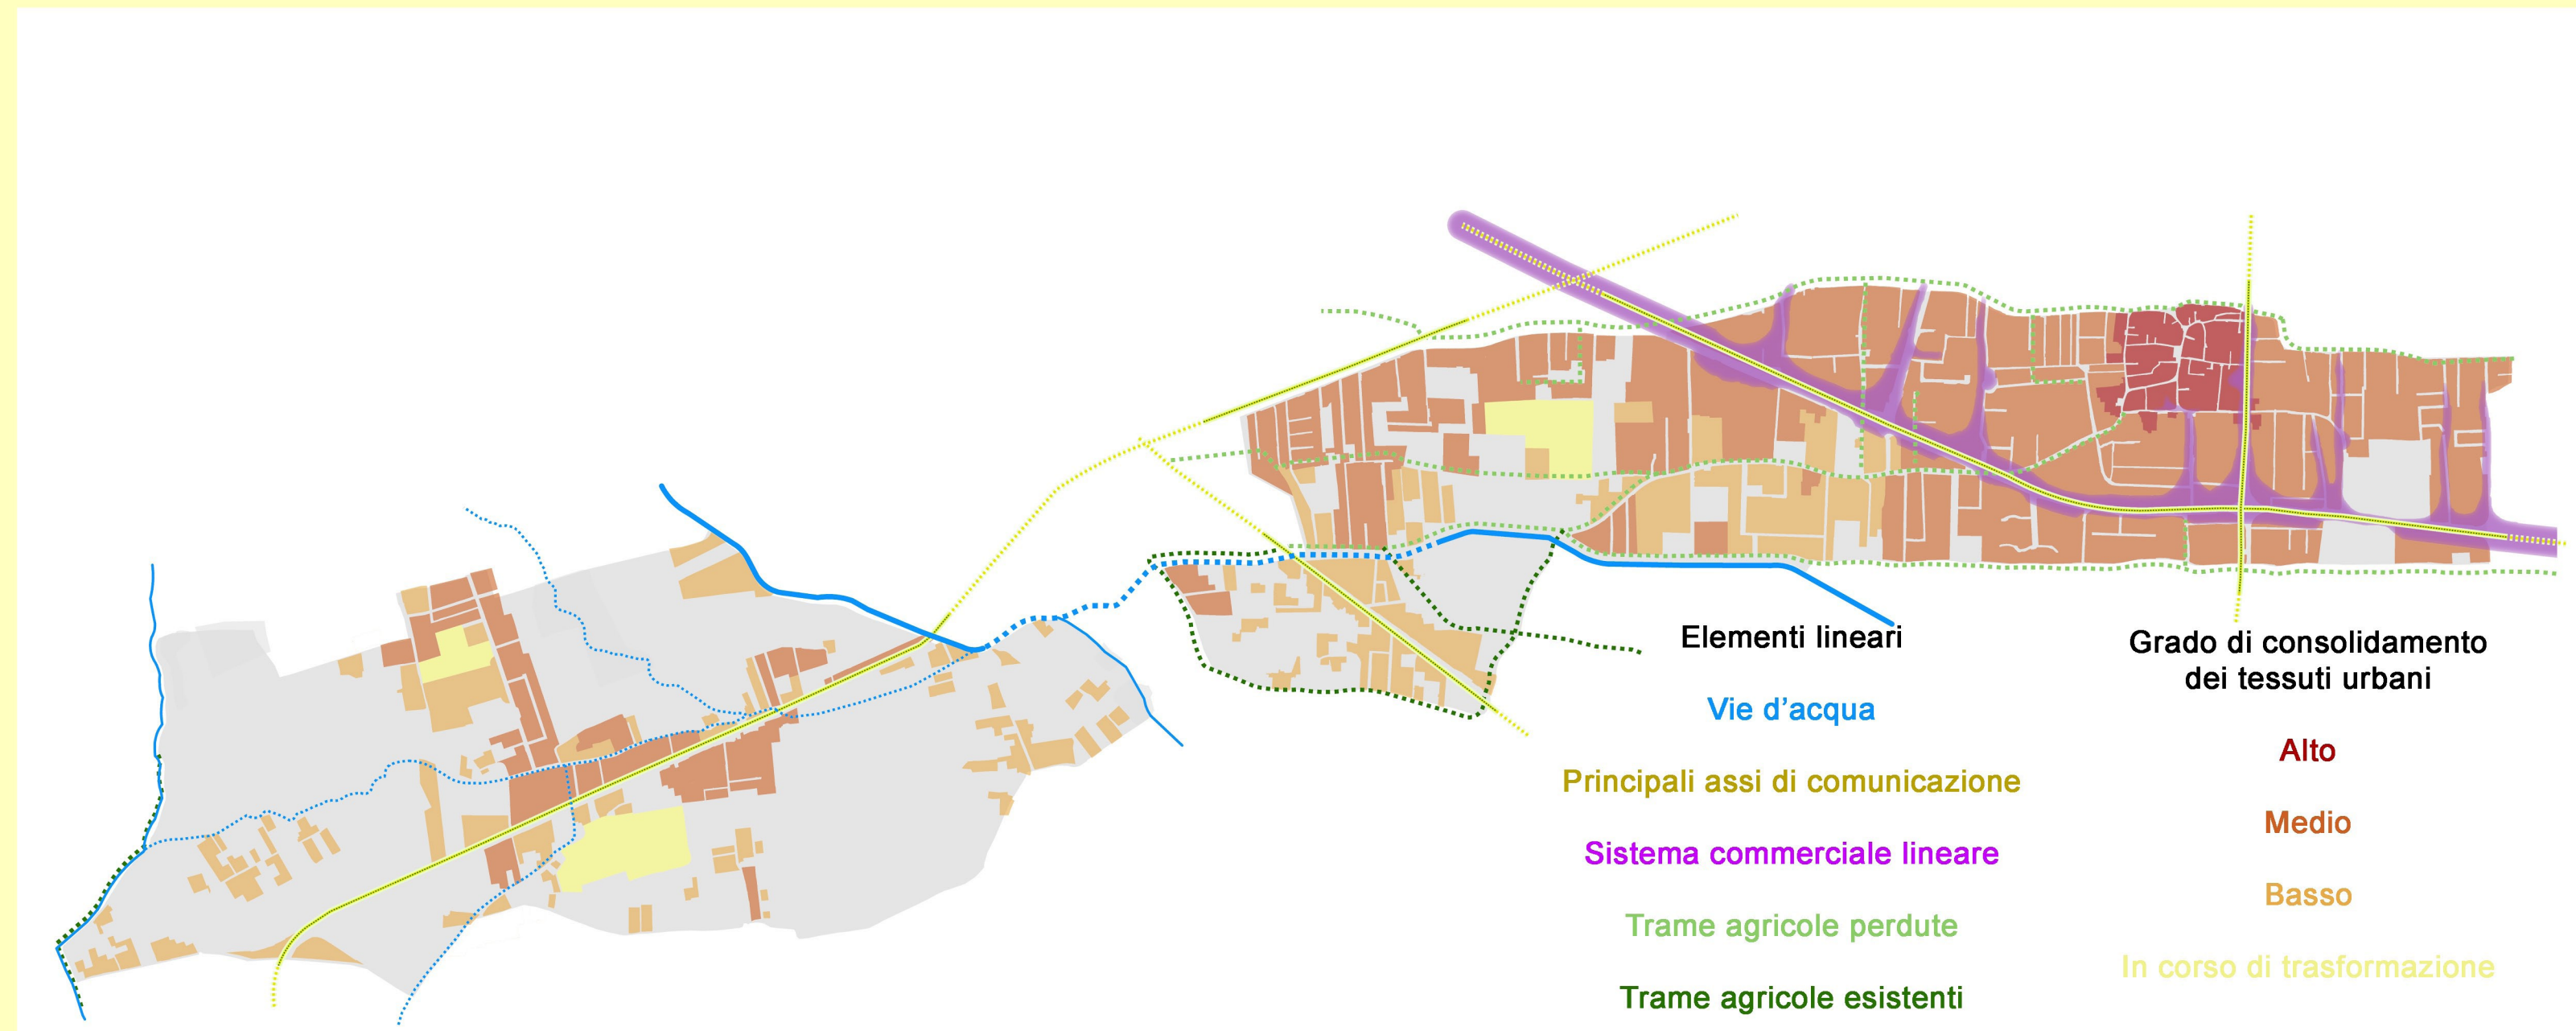 Elementi lineari
Vie d’acqua
Principali assi di comunicazione
Sistema commerciale lineare
Trame agricole perdute
Trame agricole esistenti
Grado di consolidamento
dei tessuti urbani
Alto
Medio
Basso
In corso di trasformazione